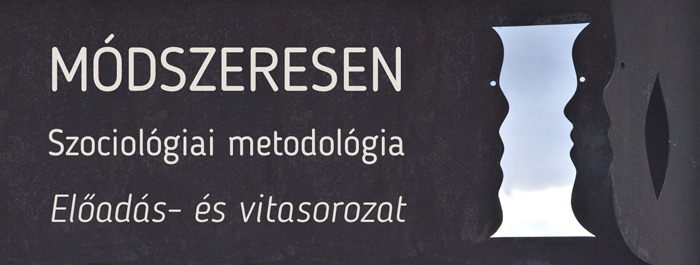 MÓDSZERESEN
Szociológiai metodológia
Előadás- és vitasorozat